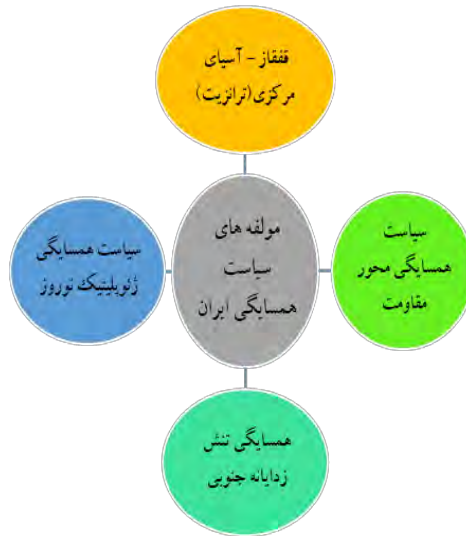 قفقاز - آسیای
مرکزی(ترانزیت)
مولفه های
سیاست
همسایگی ایران
سیاست
همسایگی محور
مقاومت
سیاست همسایگی
ژئوپلیتیک نوروز
همسایگی تنش
زدایانه جنوبی